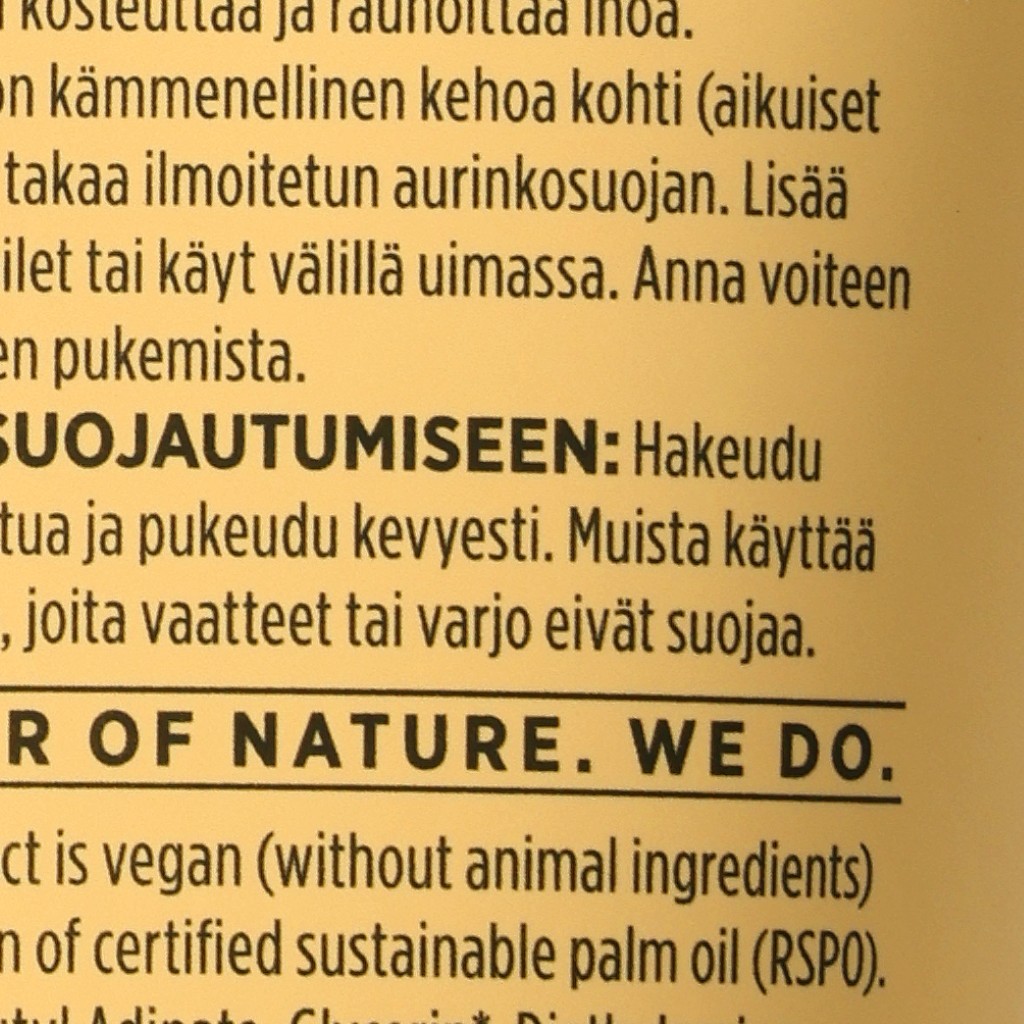 kosteuttaa ja rauhoittaa ihoa.
kämmenellinen kehoa kohti (aikuiset
takaa ilmoitetun aurinkosuojan. Lisää
ilet tai käyt välillä uimassa. Anna voiteen
en pukemista.
SUOJAUTUMISEEN: Hakeudu
tua ja pukeudu kevyesti. Muista käyttää
, joita vaatteet tai varjo eivät suojaa.
R OF NATURE. WE DO.
ct is vegan (without animal ingredients)
n of certified sustainable palm oil (RSPO).
Adipate, Glycerin*,